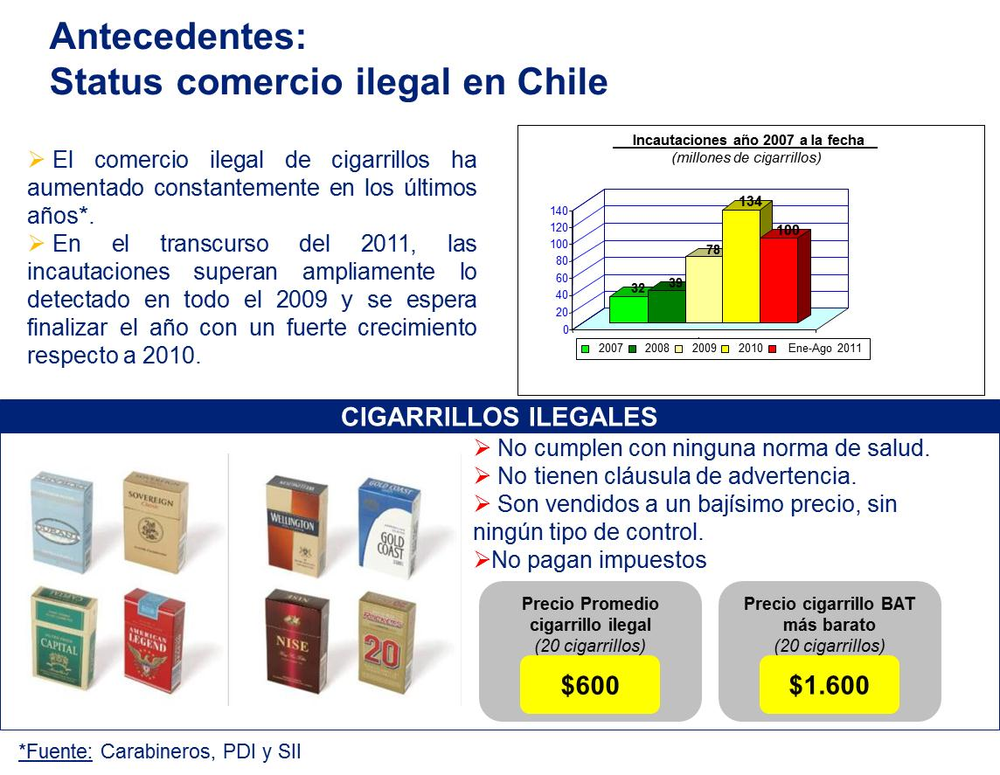 Antecedentes:
Status comercio ilegal en Chile
➢ El comercio ilegal de cigarrillos ha
aumentado constantemente en los últimos
años*.
➢ En el transcurso del 2011, las
incautaciones superan ampliamente lo
detectado en todo el 2009 y se espera
finalizar el año con un fuerte crecimiento
respecto a 2010.
Incautaciones año 2007 a la fecha
(millones de cigarrillos)
140
120
100
80
60
40
20
0
32
39
78
134
100
2007 2008 2009 2010 Ene-Ago 2011
CIGARRILLOS ILEGALES
SOVEREIGN
Classic
WELLINGTON
GOLD COAST
GOLD
COAST
CAPITAL
CAPITAL
AMERICAN
LEGEND
NISE
NISE
20
➢ No cumplen con ninguna norma de salud.
➢ No tienen cláusula de advertencia.
➢ Son vendidos a un bajísimo precio, sin
ningún tipo de control.
➢No pagan impuestos
Precio Promedio
cigarrillo ilegal
(20 cigarrillos)
$600
Precio cigarrillo BAT
más barato
(20 cigarrillos)
$1.600
*Fuente: Carabineros, PDI y SII